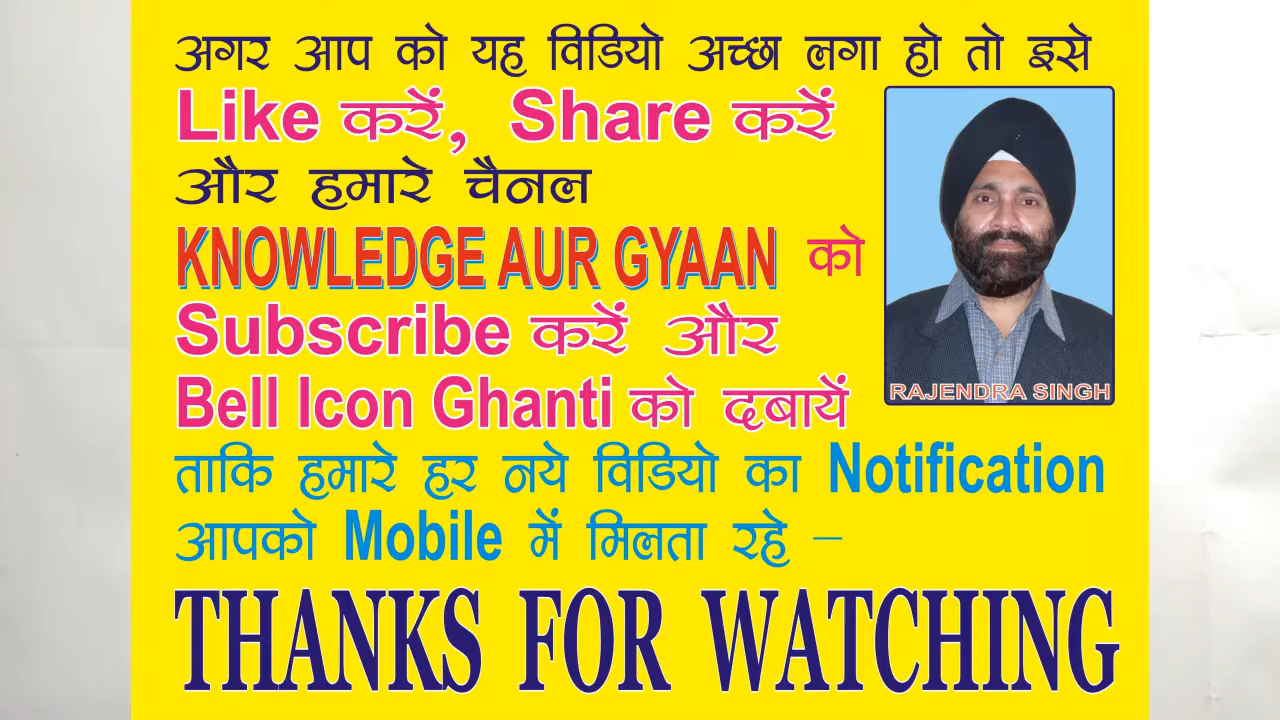 अगर आप को यह विडियो अच्छा लगा हो तो इसे
Like करें, Share करें
और हमारे चैनल
KNOWLEDGE AUR GYAAN को
Subscribe करें और
Bell Icon Ghanti को दबायें
RAJENDRA SINGH
ताकि हमारे हर नये विडियो का Notification
आपको Mobile में मिलता रहे –
THANKS FOR WATCHING